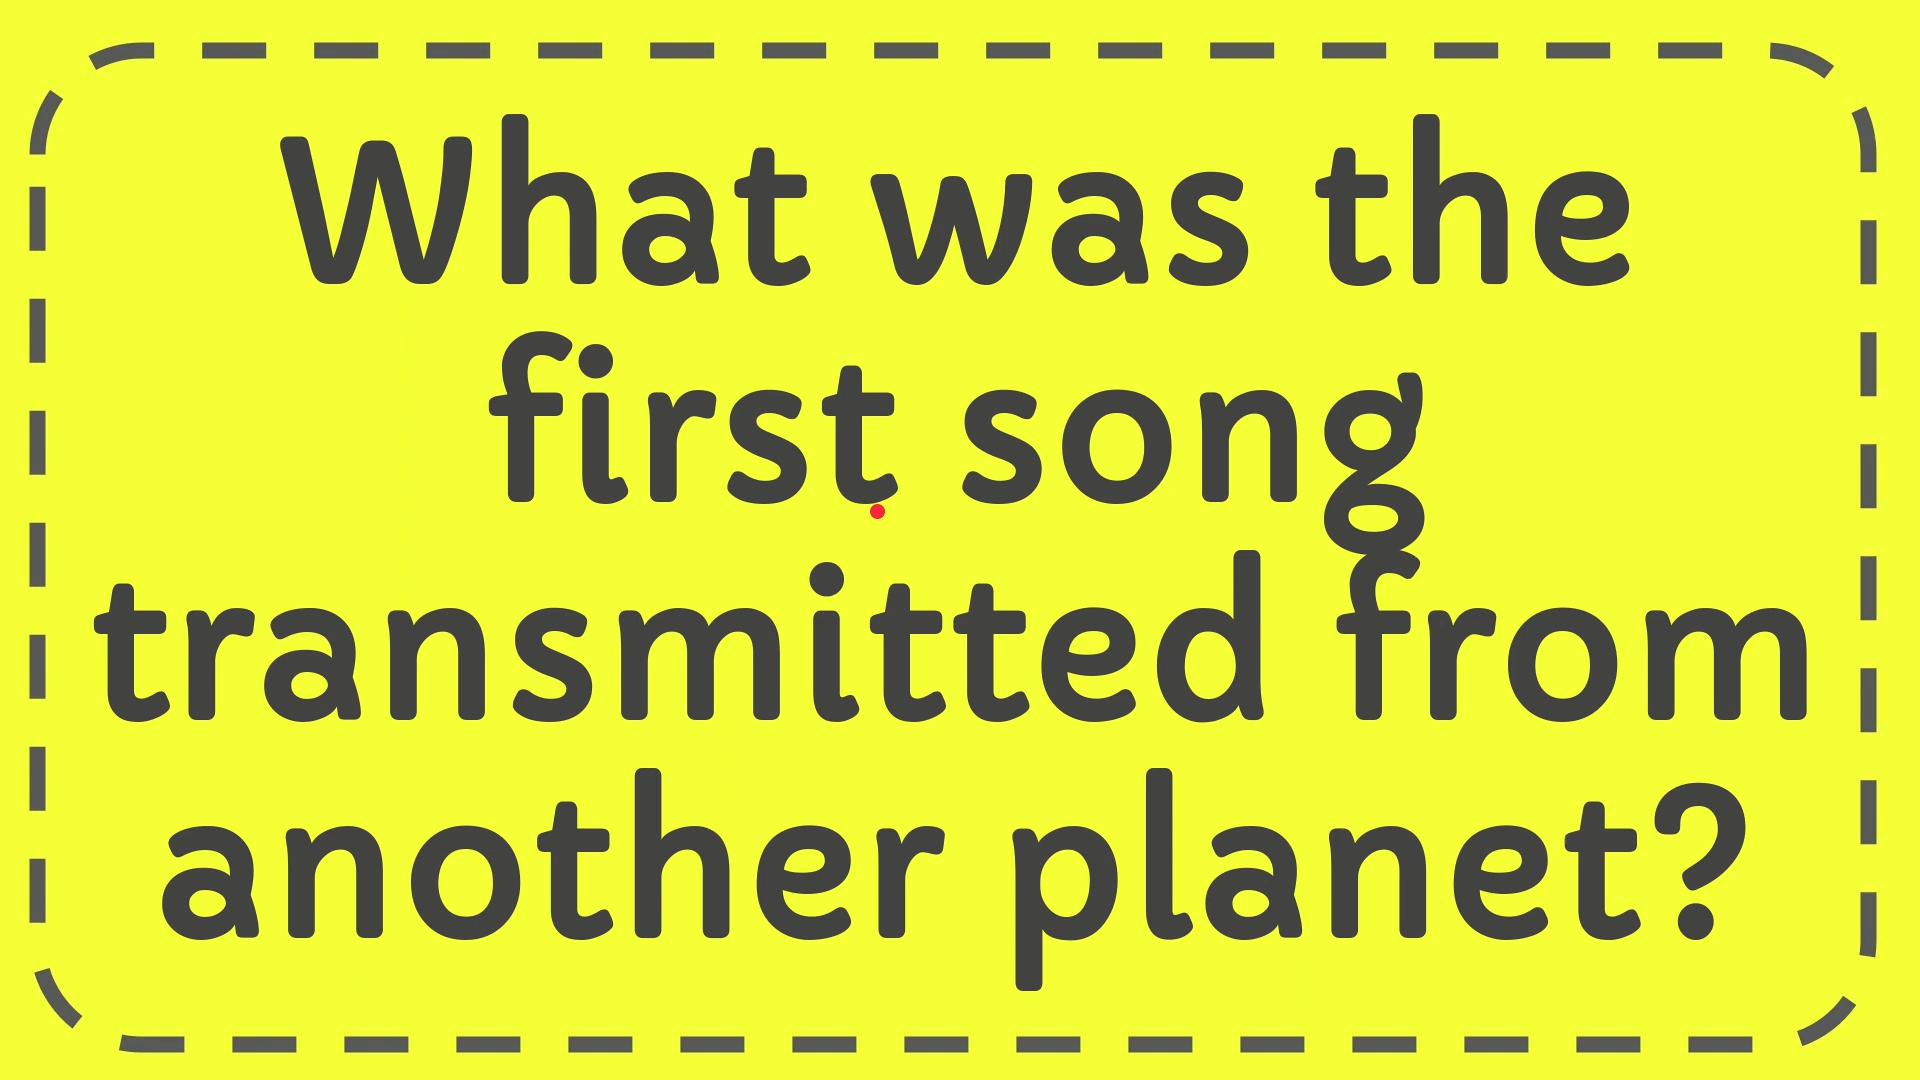 What was the
first song
transmitted from
another planet?